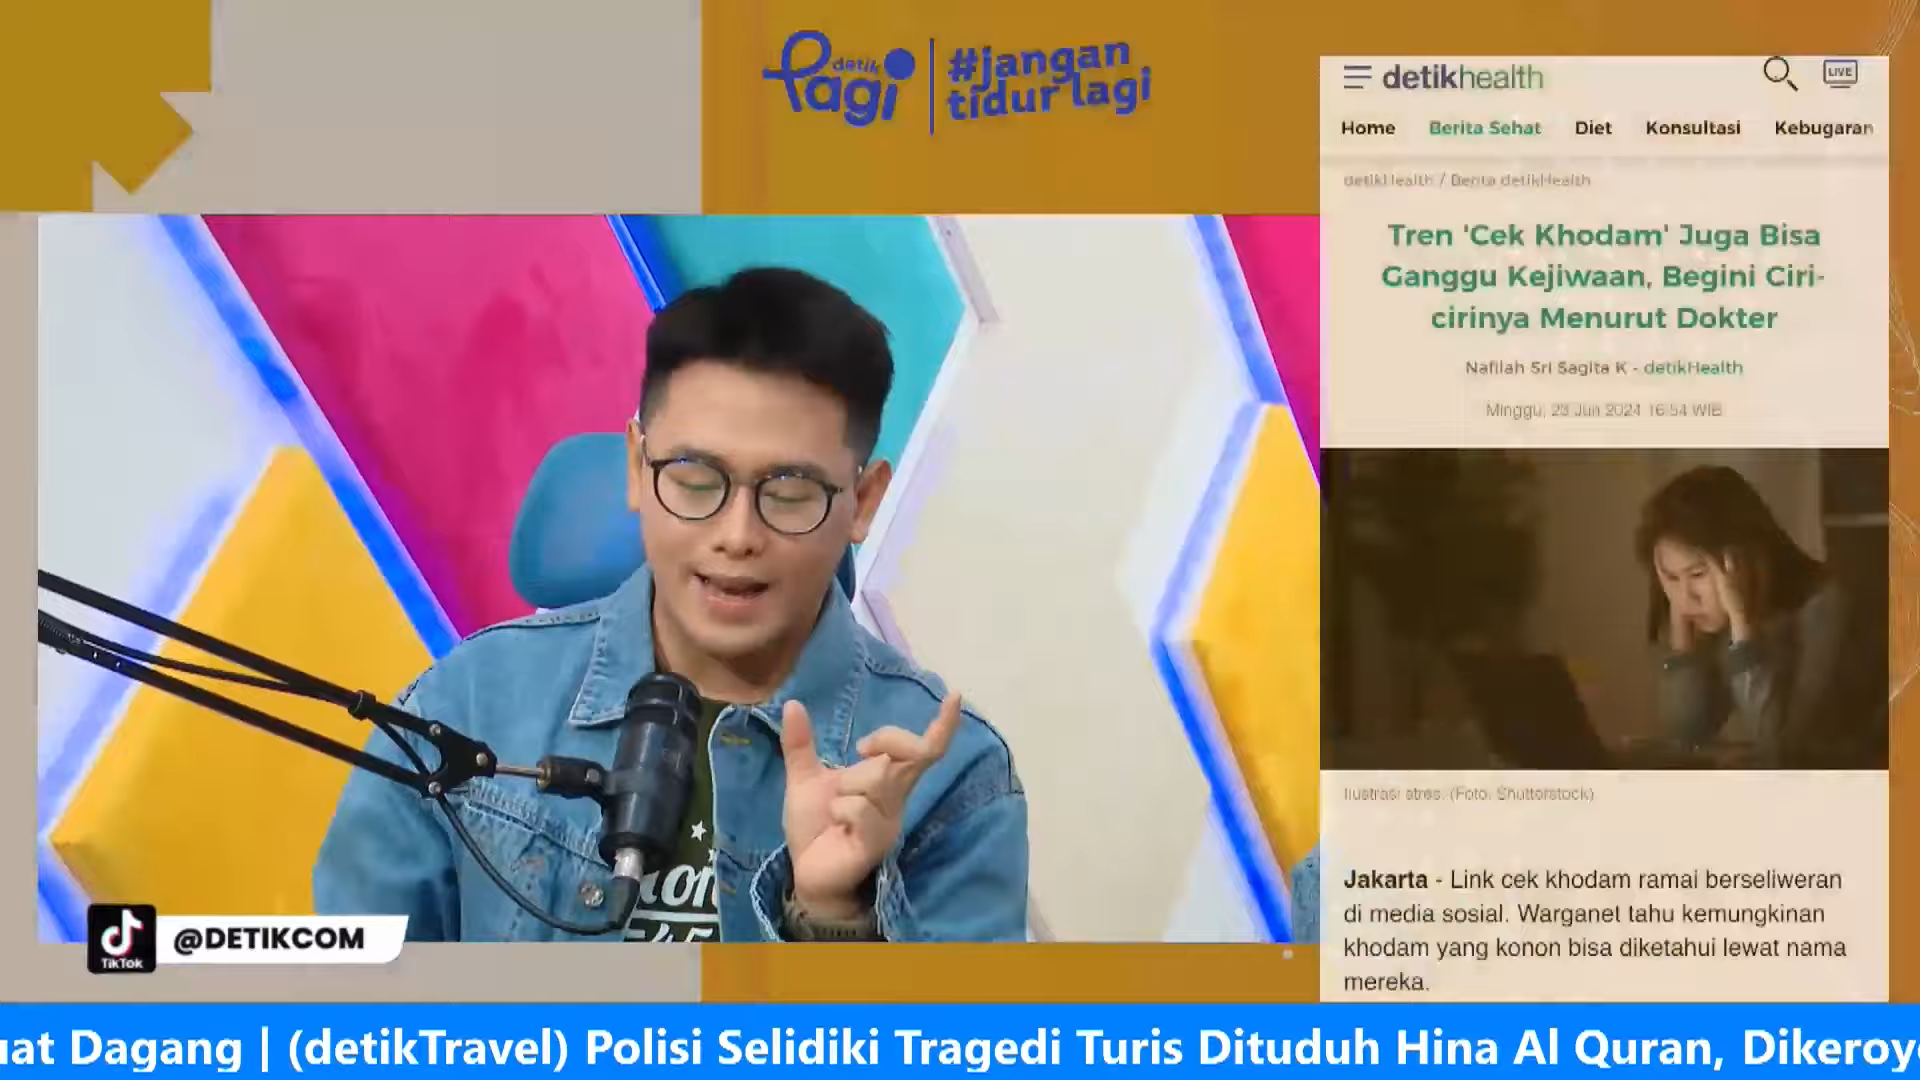 detik
Pagi
#jangan
tidur lagi
detikhealth
LIVE
Home Berita Sehat Diet Konsultasi Kebugaran
detikHealth / Berita detikHealth
Tren 'Cek Khodam' Juga Bisa
Ganggu Kejiwaan, Begini Ciri-
cirinya Menurut Dokter
Nafilah Sri Sagita K - detikHealth
Minggu, 23 Jun 2024 16:54 WIB
Ilustrasi stres. (Foto: Shutterstock)
Jakarta - Link cek khodam ramai berseliweran
di media sosial. Warganet tahu kemungkinan
khodam yang konon bisa diketahui lewat nama
mereka.
TikTok
@DETIKCOM
Dagang | (detikTravel) Polisi Selidiki Tragedi Turis Dituduh Hina Al Quran,